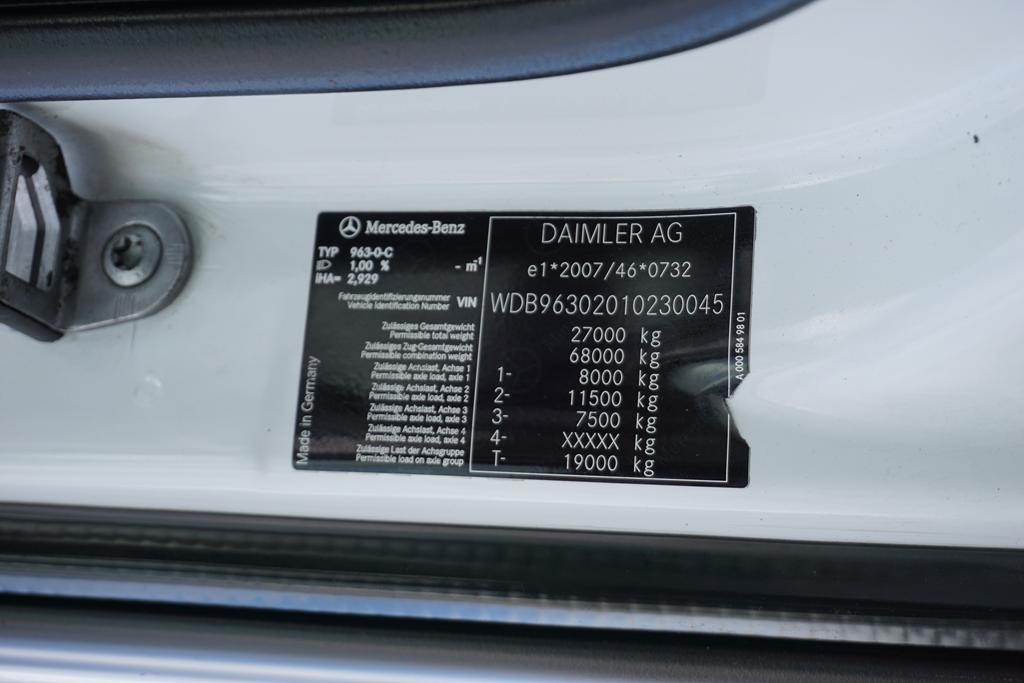 Mercedes-Benz
TYP 963-0-C
1,00 % - m⁻¹
iHA= 2,929
Fahrzeugidentifizierungsnummer
Vehicle Identification Number VIN
Zulässiges Gesamtgewicht
Permissible total weight
Zulässiges Zug-Gesamtgewicht
Permissible combination weight
Zulässige Achslast, Achse 1
Permissible axle load, axle 1
Zulässige Achslast, Achse 2
Permissible axle load, axle 2
Zulässige Achslast, Achse 3
Permissible axle load, axle 3
Zulässige Achslast, Achse 4
Permissible axle load, axle 4
Zulässige Last der Achsgruppe
Permissible load on axle group
Made in Germany
DAIMLER AG
e1*2007/46*0732
WDB96302010230045
27000 kg
68000 kg
1- 8000 kg
2- 11500 kg
3- 7500 kg
4- XXXXX kg
T- 19000 kg
A 000 584 98 01